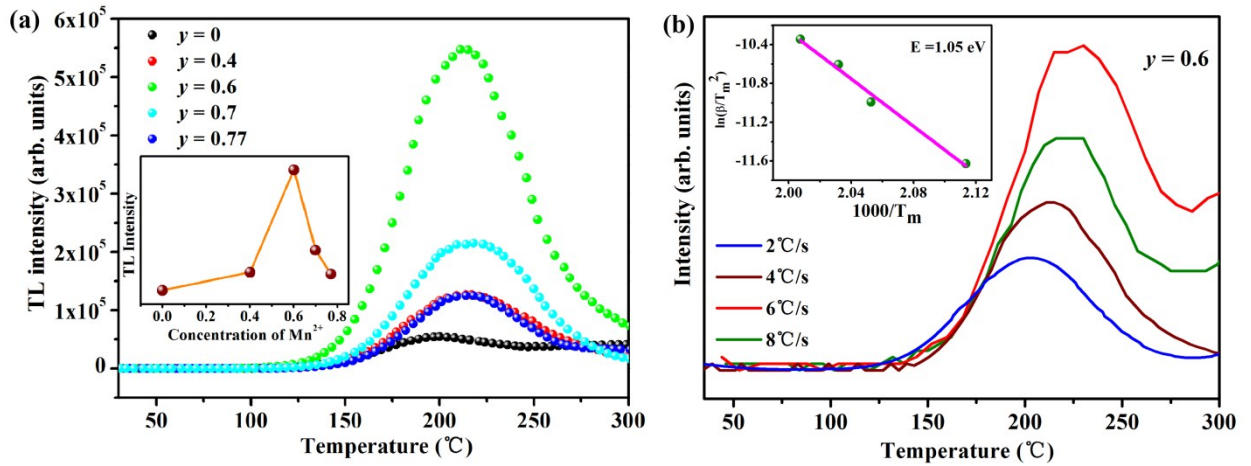 (a)
y = 0
y = 0.4
y = 0.6
y = 0.7
y = 0.77
TL intensity (arb. units)
6x10⁵
5x10⁵
4x10⁵
3x10⁵
2x10⁵
1x10⁵
0
50 100 150 200 250 300
Temperature (℃)
TL Intensity
0.0 0.2 0.4 0.6 0.8
Concentration of Mn²⁺
(b)
y = 0.6
Intensity (arb. units)
E =1.05 eV
ln(β/Tₘ²)
-10.4
-10.8
-11.2
-11.6
2.00 2.04 2.08 2.12
1000/Tₘ
2℃/s
4℃/s
6℃/s
8℃/s
50 100 150 200 250 300
Temperature (℃)